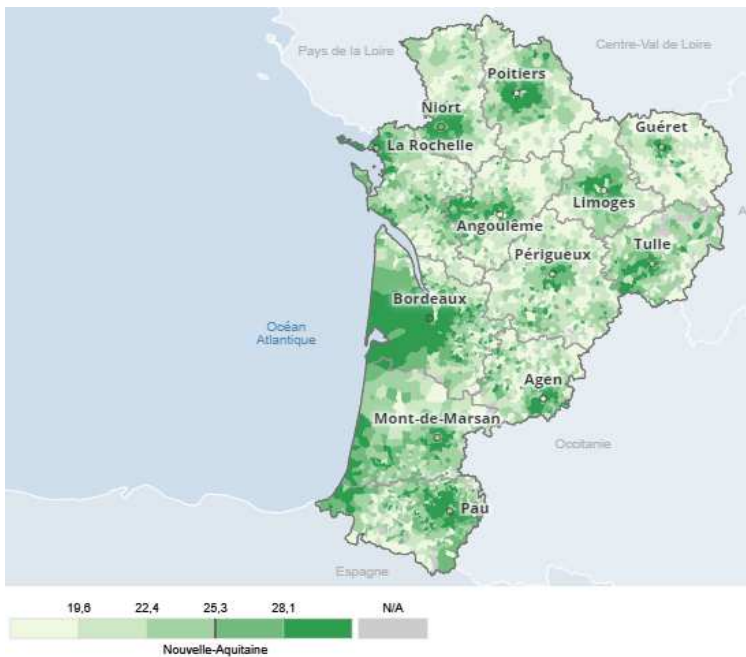 Pays de la Loire
Centre-Val de Loire
Poitiers
Niort
Guéret
La Rochelle
Limoges
Angoulême
Tulle
Périgueux
Bordeaux
Océan
Atlantique
Agen
Mont-de-Marsan
Occitanie
Pau
Espagne
19,6 22,4 25,3 28,1 N/A
Nouvelle-Aquitaine